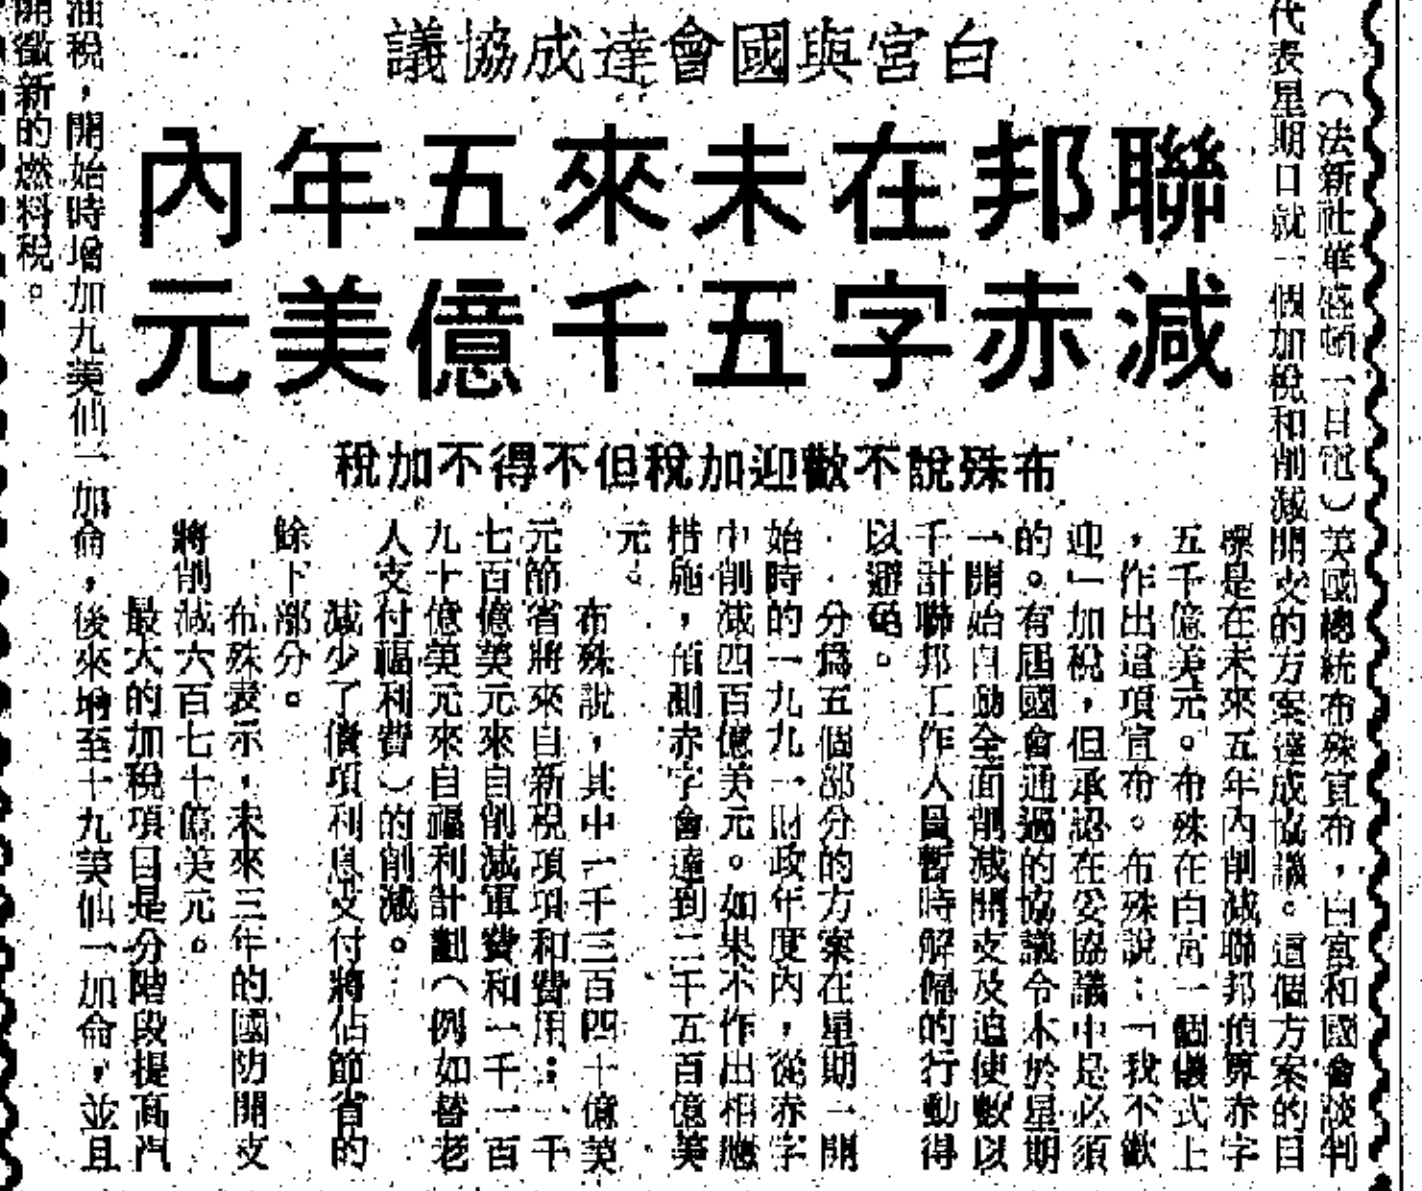 白宮與國會達成協議
聯邦在未來五年內
減赤字五千億美元
布殊說不歡迎加稅但不得不加稅
（法新社華盛頓一日電）美國總統布殊宣布，白宮和國會談判
代表星期日就一個加稅和削減開支的方案達成協議。這個方案的目
標是在未來五年內削減聯邦預算赤字
五千億美元。布殊在白宮一個儀式上
，作出這項宣布。布殊說：「我不歡
迎」加稅，但承認在妥協議中是必須
的。有屆國會通過的協議令本於星期
一開始自動全面削減開支及迫使數以
千計聯邦工作人員暫時解僱的行動得
以避免。
分為五個部分的方案在星期一開
始時的一九九一財政年度內，從赤字
中削減四百億美元。如果不作出相應
措施，預測赤字會達到二千五百億美
元。
布殊說，其中一千三百四十億美
元節省將來自新稅項項和費用；一千
七百億美元來自削減軍費和一千一百
九十億美元來自福利計劃（例如替老
人支付福利費）的削減。
減少了債項利息支付將佔節省的
餘下部分。
布殊表示，未來三年的國防開支
將削減六百七十億美元。
最大的加稅項目是分階段提高汽
油稅，開始時增加九美仙一加侖，後來增至十九美仙一加侖，並且
開徵新的燃料稅。